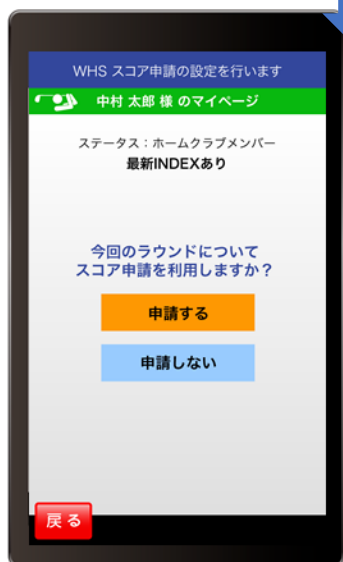 WHS スコア申請の設定を行います
中村 太郎 様 のマイページ
ステータス：ホームクラブメンバー
最新INDEXあり
今回のラウンドについて
スコア申請を利用しますか？
申請する
申請しない
戻る